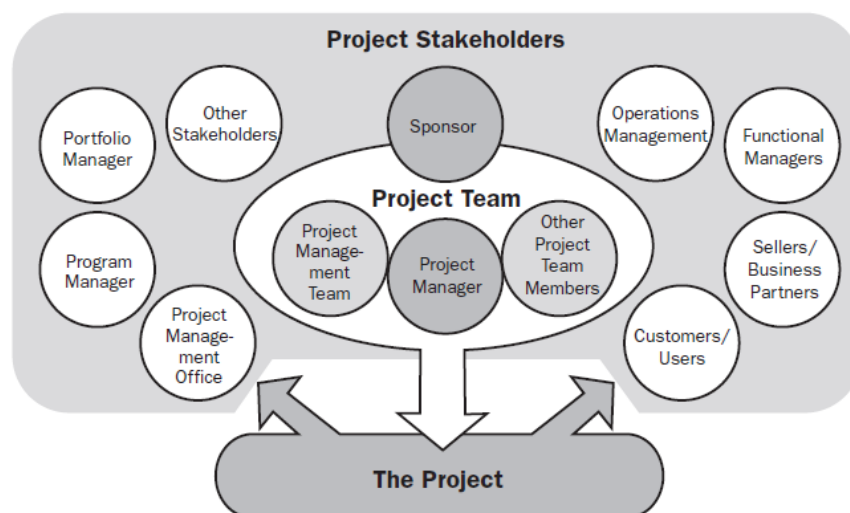 Project Stakeholders
Portfolio
Manager
Other
Stakeholders
Sponsor
Operations
Management
Functional
Managers
Project Team
Program
Manager
Project
Manage-
ment
Team
Project
Manager
Other
Project
Team
Members
Sellers/
Business
Partners
Project
Manage-
ment
Office
Customers/
Users
The Project